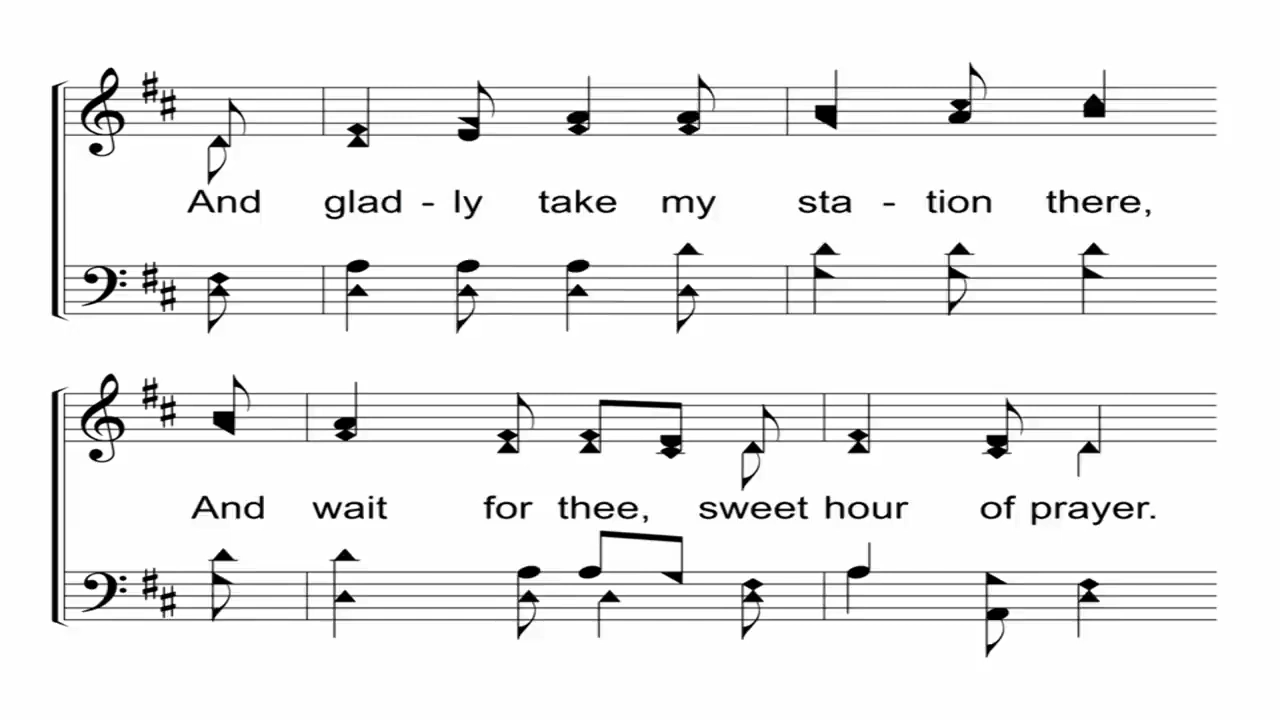 And glad - ly take my sta - tion there,
And wait for thee, sweet hour of prayer.